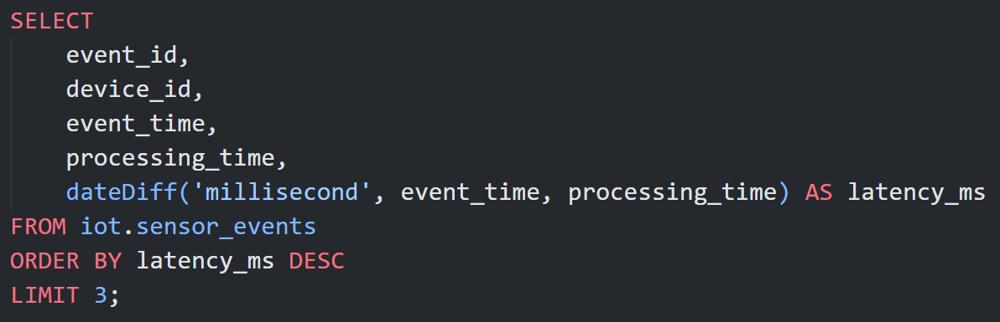 SELECT
    event_id,
    device_id,
    event_time,
    processing_time,
    dateDiff('millisecond', event_time, processing_time) AS latency_ms
FROM iot.sensor_events
ORDER BY latency_ms DESC
LIMIT 3;